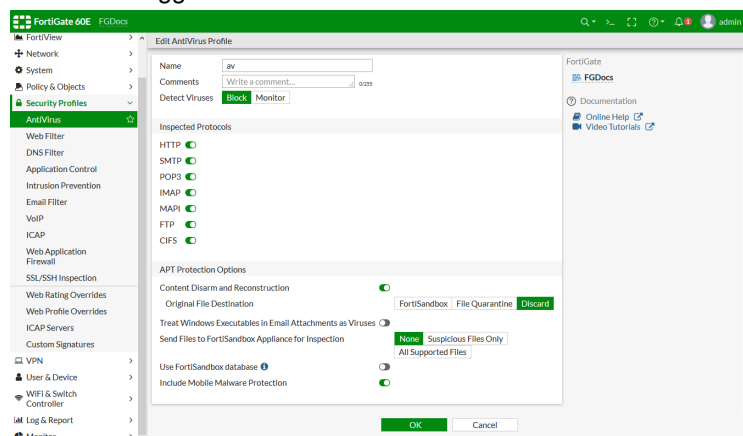 FortiGate 60E FGDocs
admin
1
FortiView
Network
System
Policy & Objects
Security Profiles
AntiVirus
Web Filter
DNS Filter
Application Control
Intrusion Prevention
Email Filter
VoIP
ICAP
Web Application
Firewall
SSL/SSH Inspection
Web Rating Overrides
Web Profile Overrides
ICAP Servers
Custom Signatures
VPN
User & Device
WiFi & Switch
Controller
Log & Report
Edit AntiVirus Profile
Name av
Comments Write a comment... 0/255
Detect Viruses Block Monitor
Inspected Protocols
HTTP
SMTP
POP3
IMAP
MAPI
FTP
CIFS
APT Protection Options
Content Disarm and Reconstruction
Original File Destination FortiSandbox File Quarantine Discard
Treat Windows Executables in Email Attachments as Viruses
Send Files to FortiSandbox Appliance for Inspection None Suspicious Files Only
All Supported Files
Use FortiSandbox database
Include Mobile Malware Protection
OK Cancel
FortiGate
FGDocs
Documentation
Online Help
Video Tutorials